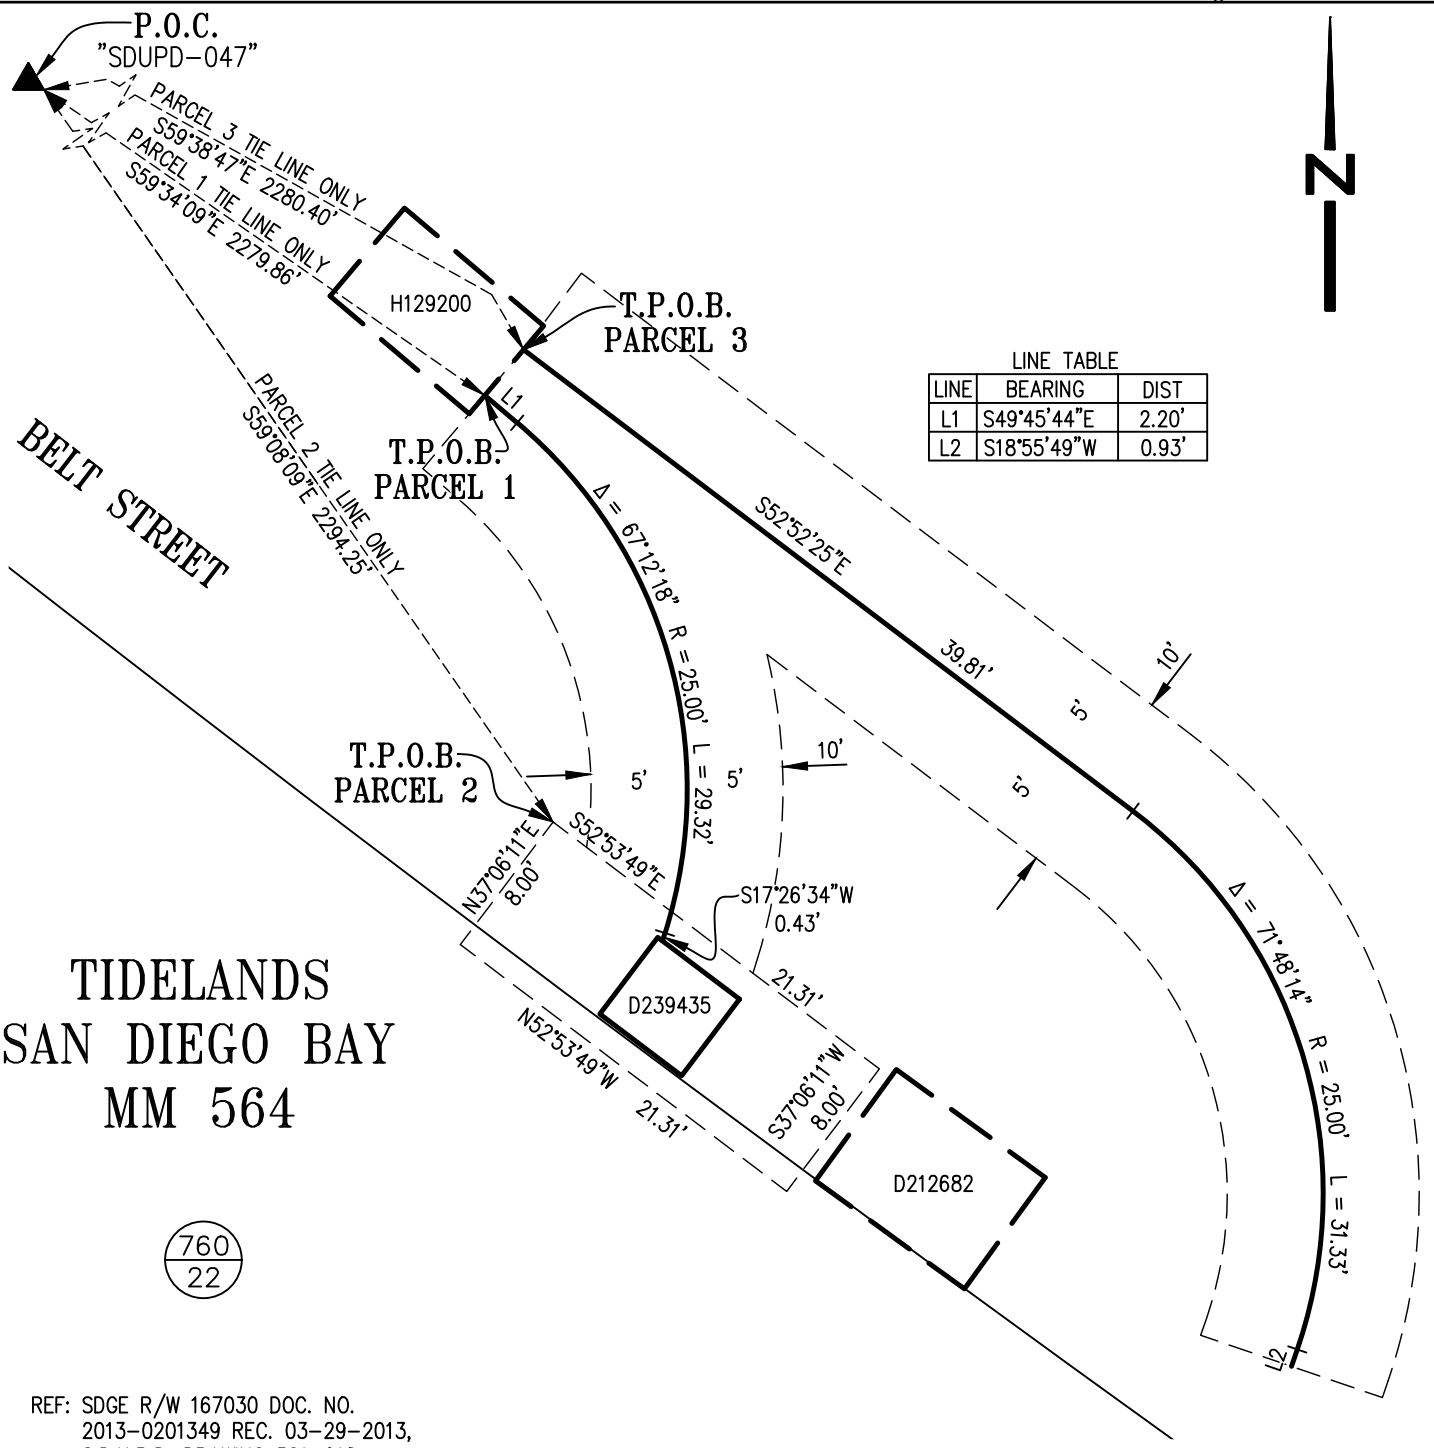 P.O.C.
"SDUPD-047"
PARCEL 3 TIE LINE ONLY
S59°38'47"E 2280.40'
PARCEL 1 TIE LINE ONLY
S59°34'09"E 2279.86'
N
H129200
T.P.O.B.
PARCEL 3
LINE TABLE
LINE BEARING DIST
L1 S49°45'44"E 2.20'
L2 S18°55'49"W 0.93'
L1
PARCEL 2 TIE LINE ONLY
S59°08'09"E 2294.25'
T.P.O.B.
PARCEL 1
BELT STREET
Δ = 67°12'18" R = 25.00' L = 29.32'
S52°52'25"E
39.81'
10'
5'
5'
T.P.O.B.
PARCEL 2
5'
5'
10'
N37°06'11"E
8.00'
S52°53'49"E
21.31'
S17°26'34"W
0.43'
D239435
N52°53'49"W
21.31'
S37°06'11"W
8.00'
D212682
Δ = 71°48'14" R = 25.00' L = 31.33'
L2
TIDELANDS
SAN DIEGO BAY
MM 564
760
22
REF: SDGE R/W 167030 DOC. NO.
2013-0201349 REC. 03-29-2013,